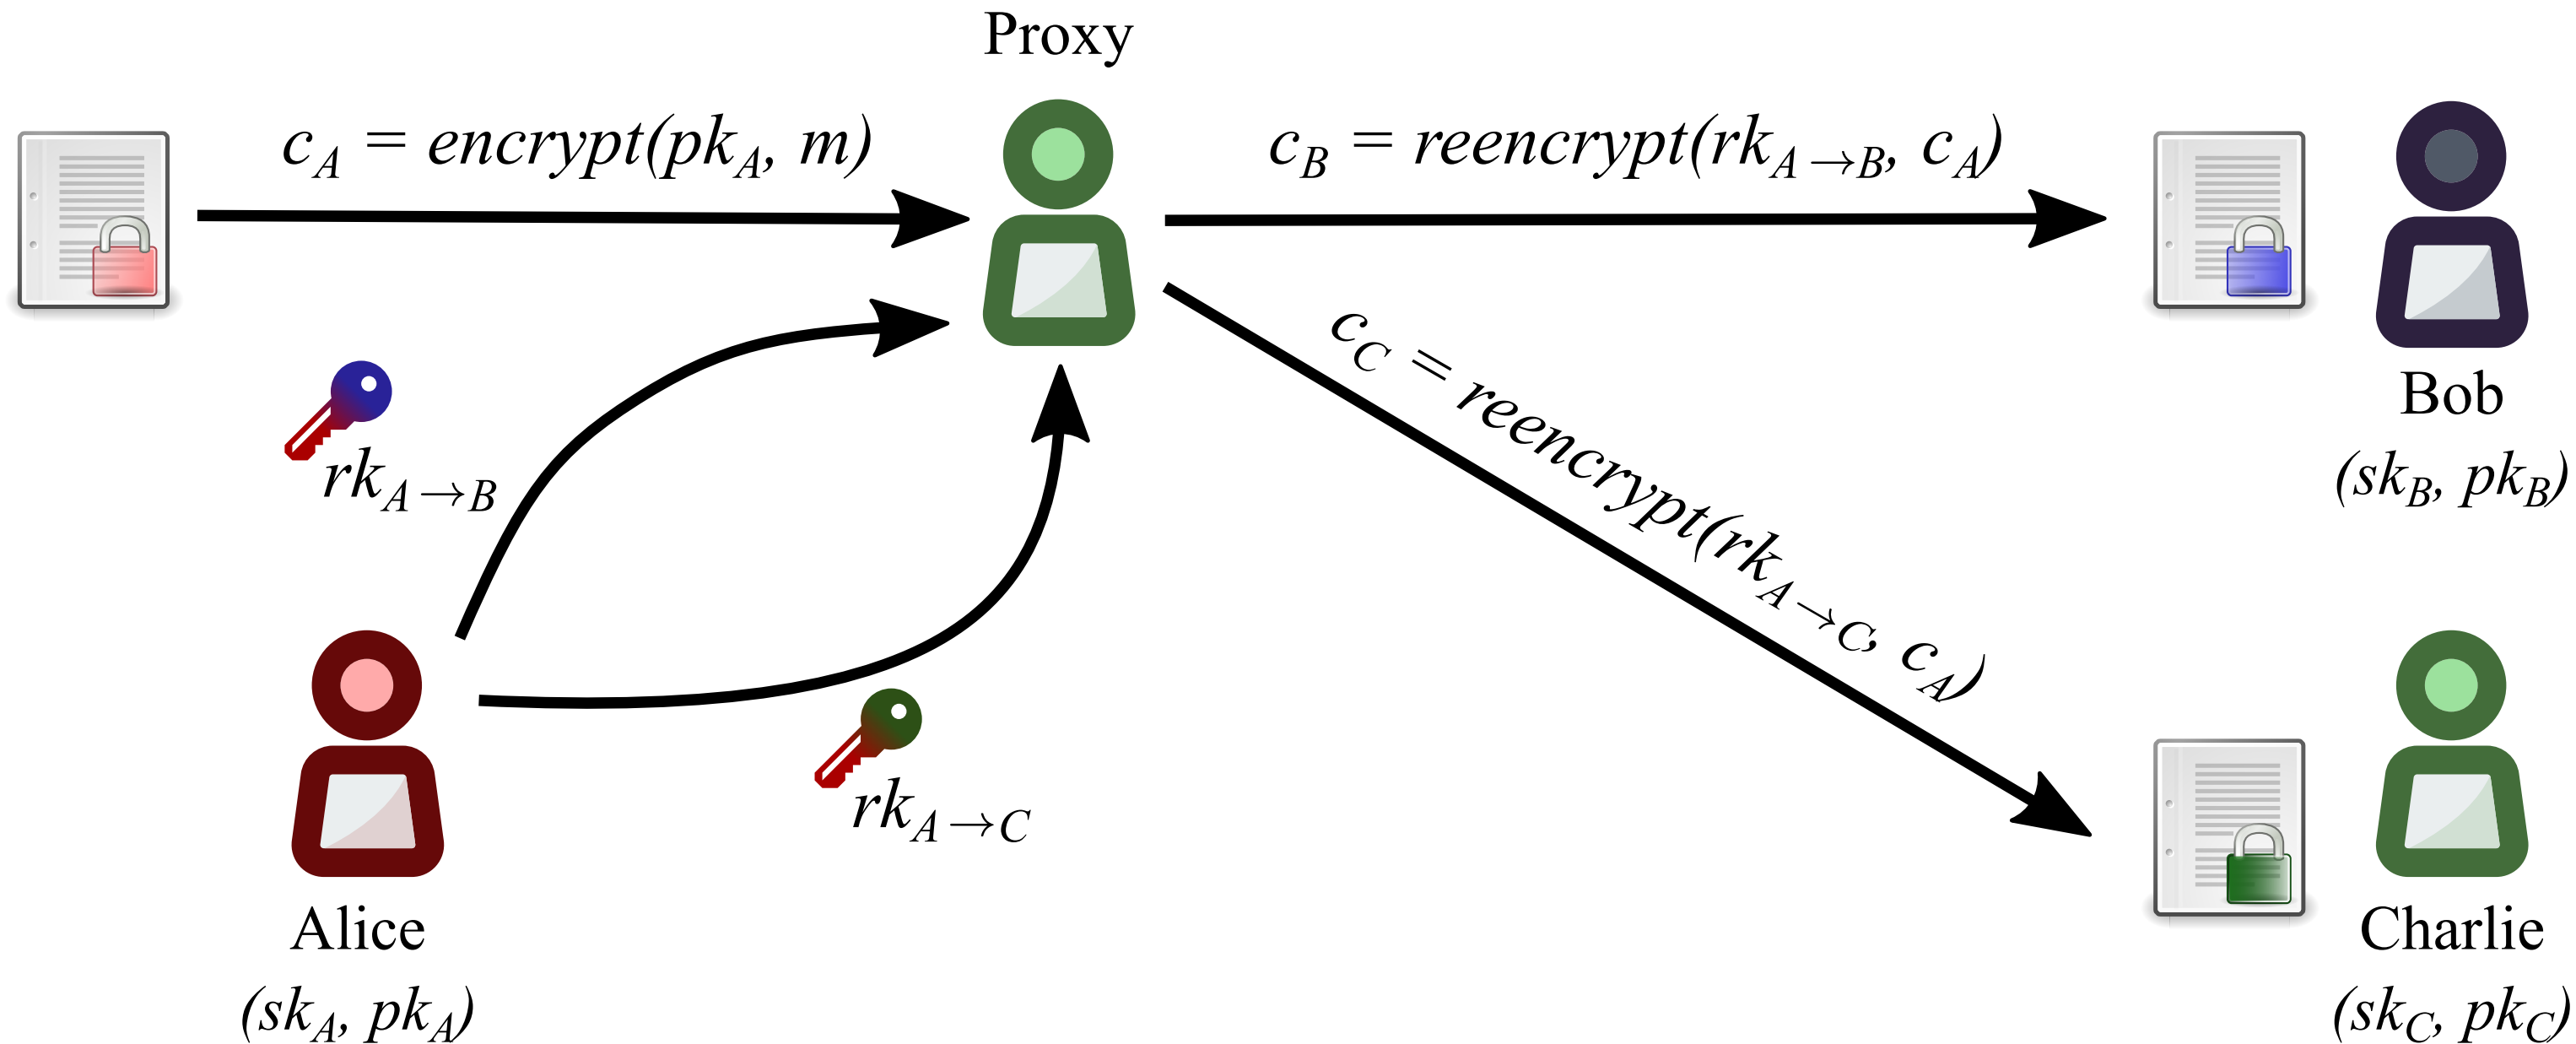 Proxy
c_A = encrypt(pk_A, m)
c_B = reencrypt(rk_{A→B}, c_A)
c_C = reencrypt(rk_{A→C}, c_A)
rk_{A→B}
Bob
(sk_B, pk_B)
rk_{A→C}
Alice
(sk_A, pk_A)
Charlie
(sk_C, pk_C)